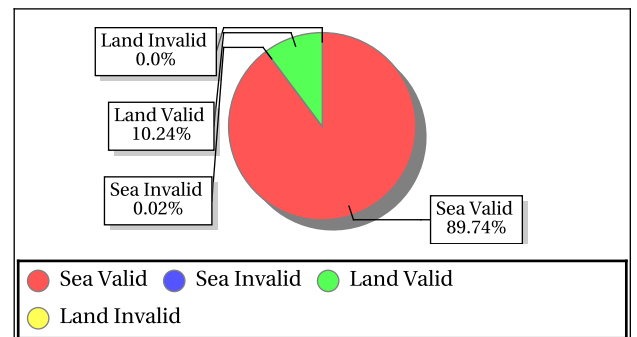 Land Invalid
0.0%
Land Valid
10.24%
Sea Invalid
0.02%
Sea Valid
89.74%
Sea Valid Sea Invalid Land Valid
Land Invalid